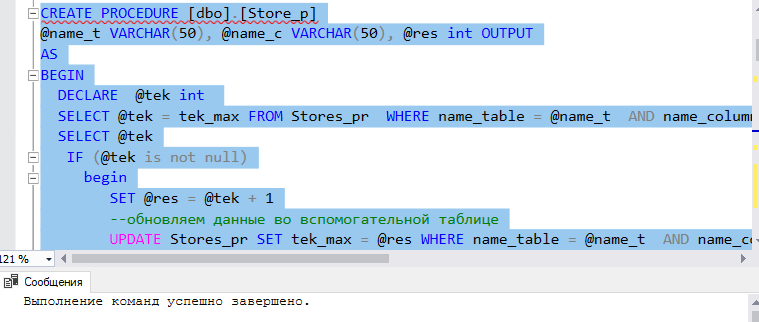 CREATE PROCEDURE [dbo].[Store_p]
@name_t VARCHAR(50), @name_c VARCHAR(50), @res int OUTPUT
AS
BEGIN
DECLARE @tek int
SELECT @tek = tek_max FROM Stores_pr WHERE name_table = @name_t AND name_colum
SELECT @tek
IF (@tek is not null)
begin
SET @res = @tek + 1
--обновляем данные во вспомогательной таблице
UPDATE Stores_pr SET tek_max = @res WHERE name_table = @name_t AND name_co
121 %
Сообщения
Выполнение команд успешно завершено.